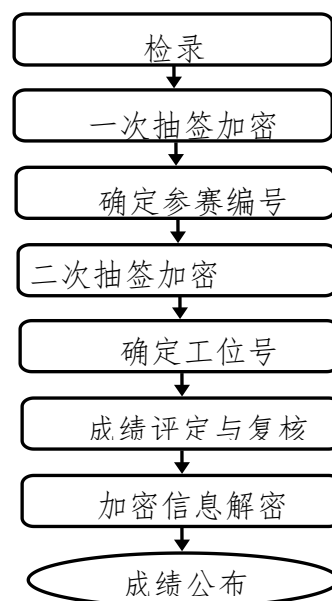 检录
一次抽签加密
确定参赛编号
二次抽签加密
确定工位号
成绩评定与复核
加密信息解密
成绩公布